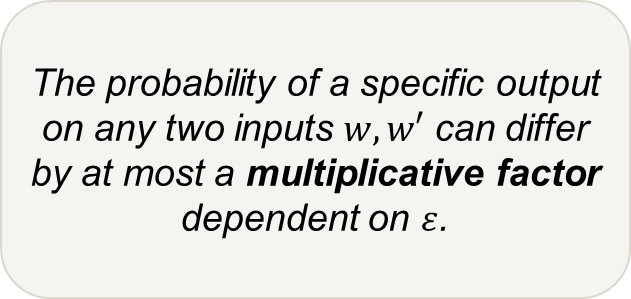 The probability of a specific output
on any two inputs w, w′ can differ
by at most a multiplicative factor
dependent on ε.